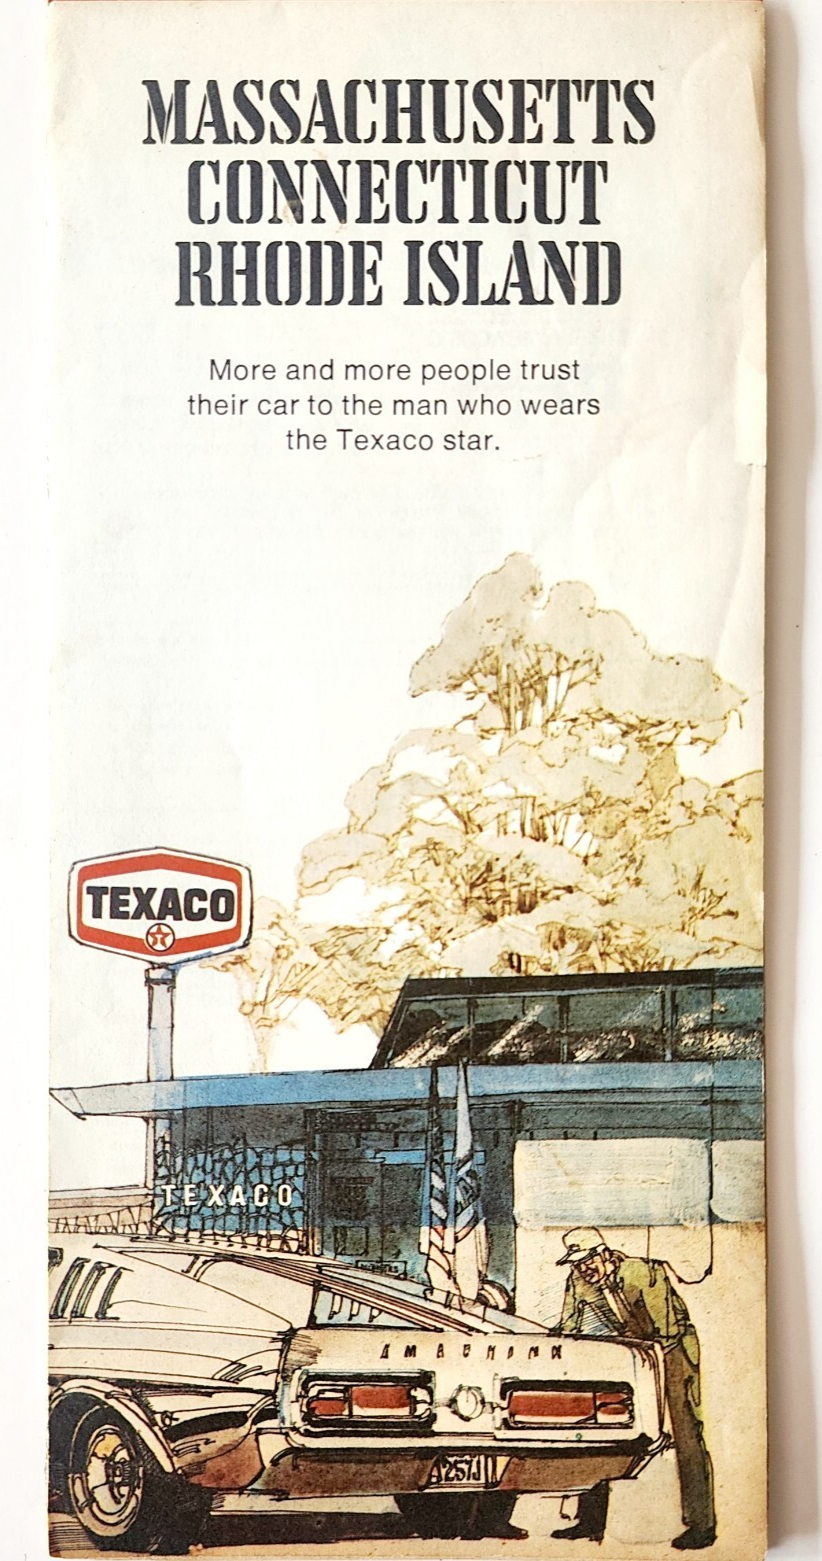 MASSACHUSETTS
CONNECTICUT
RHODE ISLAND
More and more people trust
their car to the man who wears
the Texaco star.
TEXACO
TEXACO